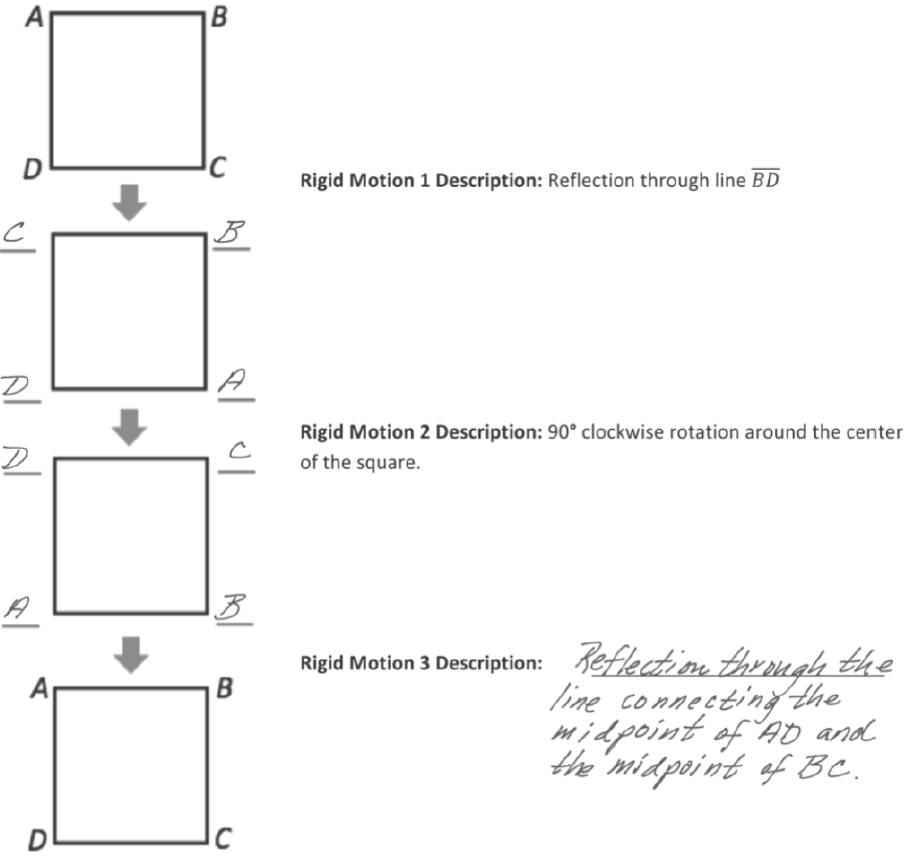 A B
D C
Rigid Motion 1 Description: Reflection through line BD
C B
D A
Rigid Motion 2 Description: 90° clockwise rotation around the center
of the square.
D C
A B
Rigid Motion 3 Description: Reflection through the
line connecting the
midpoint of AD and
the midpoint of BC.
A B
D C